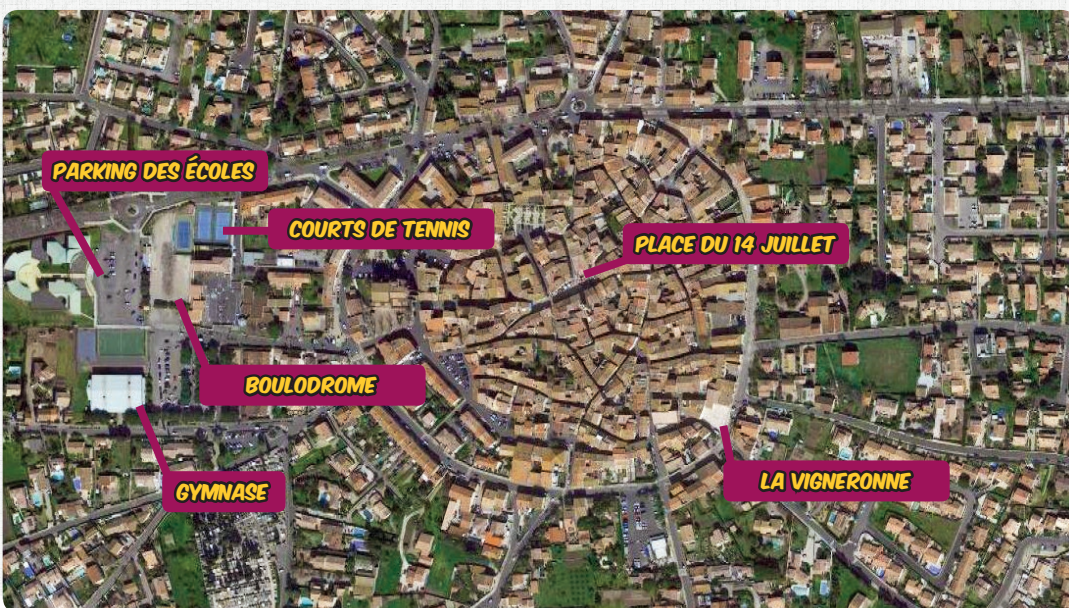 PARKING DES ÉCOLES
COURTS DE TENNIS
PLACE DU 14 JUILLET
BOULODROME
LA VIGNERONNE
GYMNASE